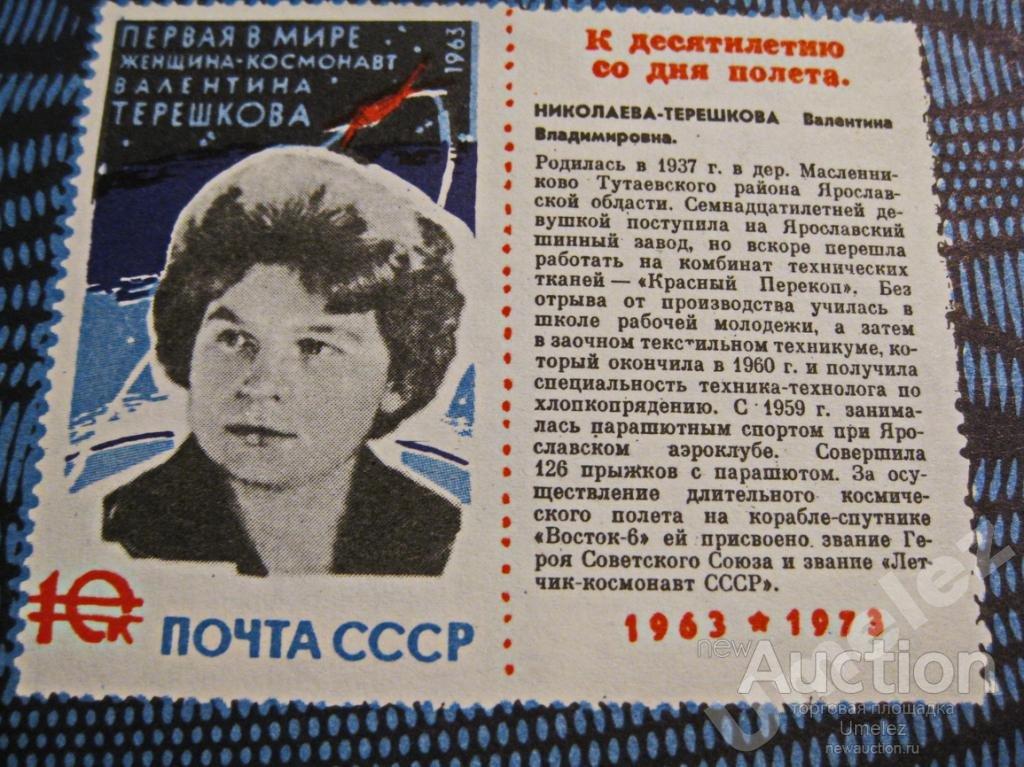 ПЕРВАЯ В МИРЕ
ЖЕНЩИНА-КОСМОНАВТ
ВАЛЕНТИНА
ТЕРЕШКОВА
1963
10к
ПОЧТА СССР
К десятилетию
со дня полета.
НИКОЛАЕВА-ТЕРЕШКОВА Валентина
Владимировна.
Родилась в 1937 г. в дер. Масленни-
ково Тутаевского района Ярослав-
ской области. Семнадцатилетней де-
вушкой поступила на Ярославский
шинный завод, но вскоре перешла
работать на комбинат технических
тканей — «Красный Перекоп». Без
отрыва от производства училась в
школе рабочей молодежи, а затем
в заочном текстильном техникуме, ко-
торый окончила в 1960 г. и получила
специальность техника-технолога по
хлопкопрядению. С 1959 г. занима-
лась парашютным спортом при Яро-
славском аэроклубе. Совершила
126 прыжков с парашютом. За осу-
ществление длительного космиче-
ского полета на корабле-спутнике
«Восток-6» ей присвоено звание Ге-
роя Советского Союза и звание «Лет-
чик-космонавт СССР».
1963 ★ 1973
newAuction
торговая площадка
Umelez
newauction.ru
Umelez